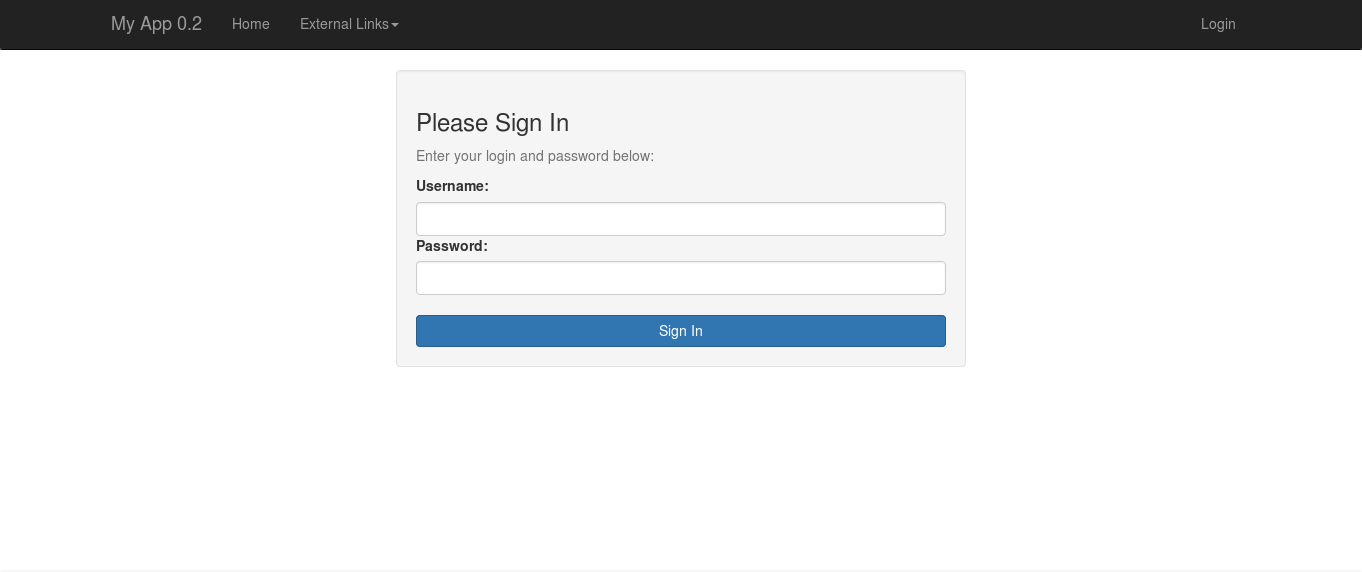 My App 0.2 Home External Links Login
Please Sign In
Enter your login and password below:
Username:
Password:
Sign In